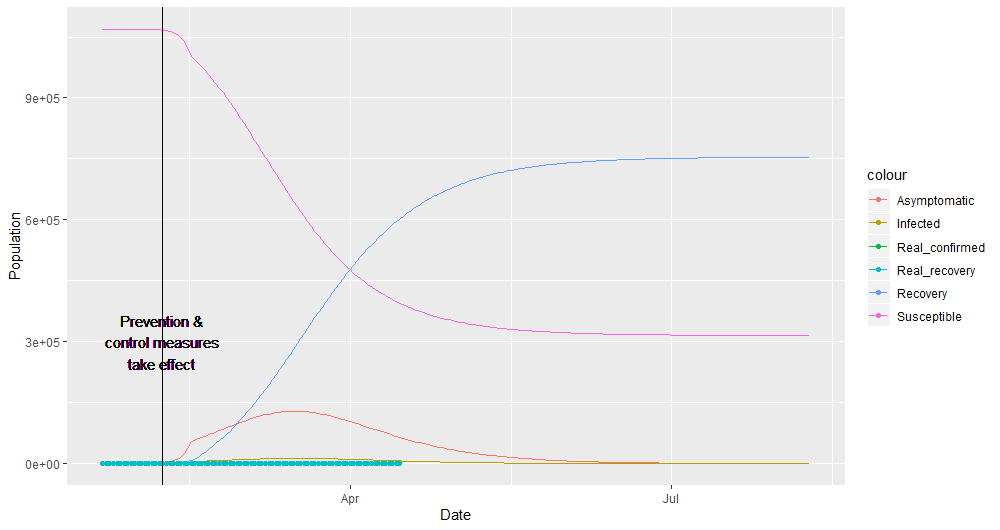 9e+05
6e+05
3e+05
0e+00
Population
Prevention &
control measures
take effect
Apr
Jul
Date
colour
Asymptomatic
Infected
Real_confirmed
Real_recovery
Recovery
Susceptible